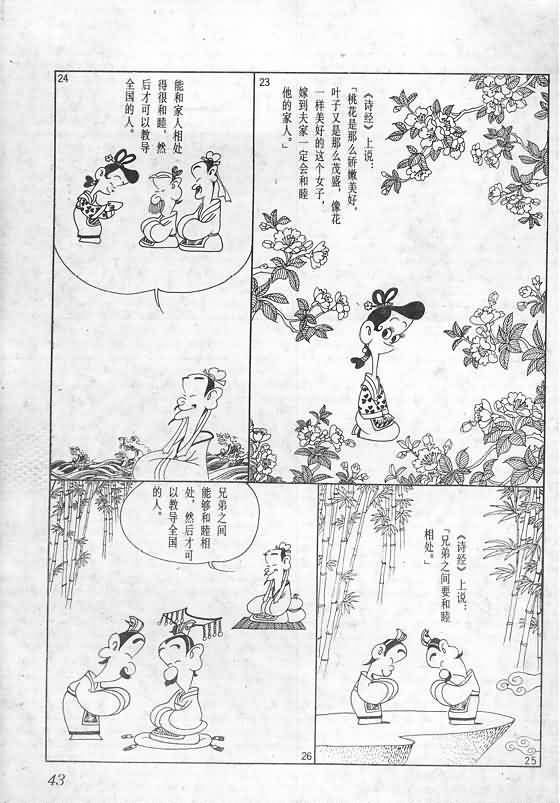 23
《诗经》上说：
「桃花是那么娇嫩美好，
叶子又是那么茂盛，像花
一样美好的这个女子，
嫁到夫家一定会和睦
他的家人。」
24
能和家人相处
得很和睦，然
后才可以教导
全国的人。
25
《诗经》上说：
「兄弟之间要和睦
相处。」
26
兄弟之间
能够和睦相
处，然后才可
以教导全国
的人。
43